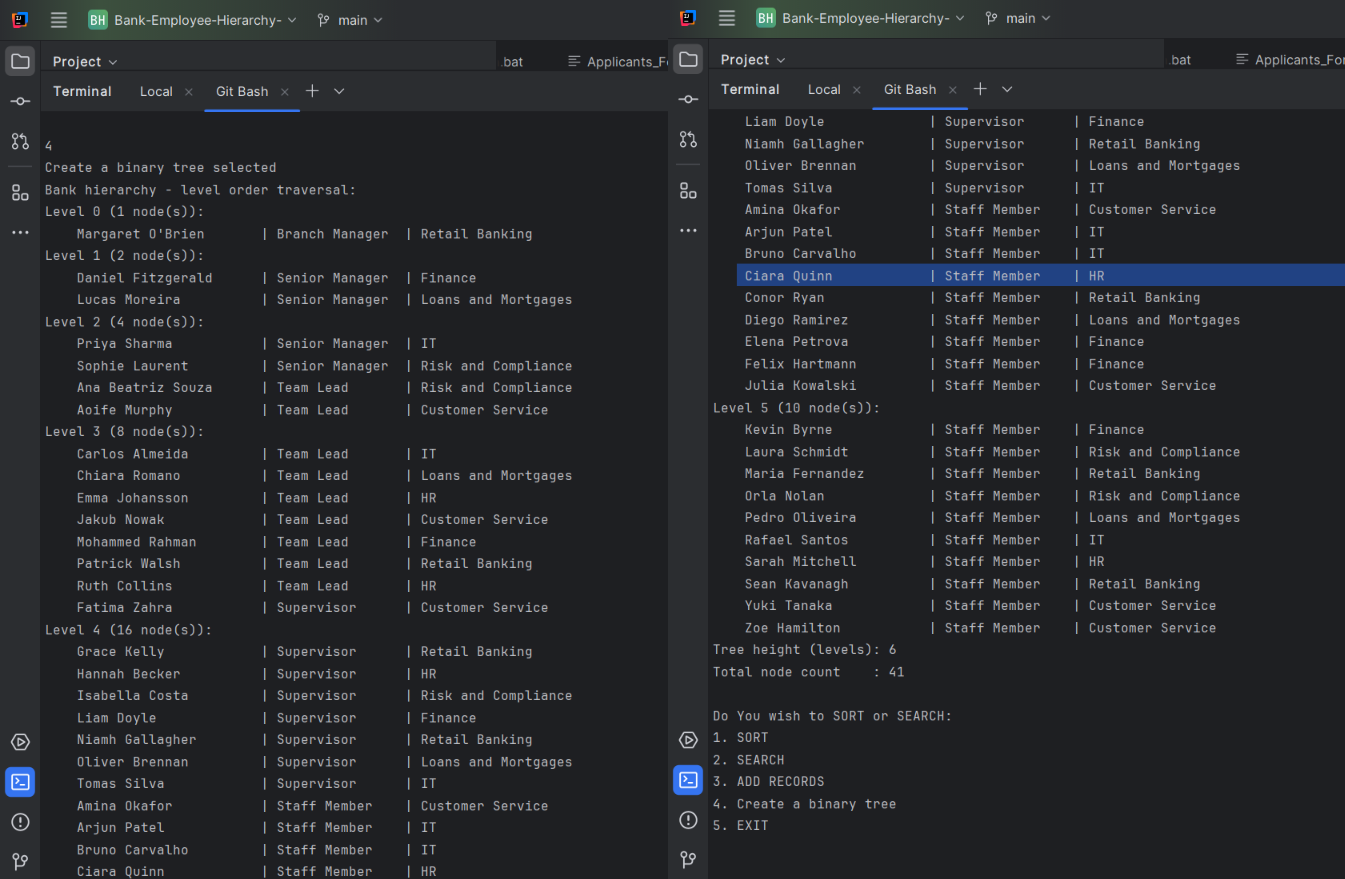 BH Bank-Employee-Hierarchy- main
Project
.bat Applicants_Fo
Terminal Local Git Bash
4
Create a binary tree selected
Bank hierarchy - level order traversal:
Level 0 (1 node(s)):
Margaret O'Brien | Branch Manager | Retail Banking
Level 1 (2 node(s)):
Daniel Fitzgerald | Senior Manager | Finance
Lucas Moreira | Senior Manager | Loans and Mortgages
Level 2 (4 node(s)):
Priya Sharma | Senior Manager | IT
Sophie Laurent | Senior Manager | Risk and Compliance
Ana Beatriz Souza | Team Lead | Risk and Compliance
Aoife Murphy | Team Lead | Customer Service
Level 3 (8 node(s)):
Carlos Almeida | Team Lead | IT
Chiara Romano | Team Lead | Loans and Mortgages
Emma Johansson | Team Lead | HR
Jakub Nowak | Team Lead | Customer Service
Mohammed Rahman | Team Lead | Finance
Patrick Walsh | Team Lead | Retail Banking
Ruth Collins | Team Lead | HR
Fatima Zahra | Supervisor | Customer Service
Level 4 (16 node(s)):
Grace Kelly | Supervisor | Retail Banking
Hannah Becker | Supervisor | HR
Isabella Costa | Supervisor | Risk and Compliance
Liam Doyle | Supervisor | Finance
Niamh Gallagher | Supervisor | Retail Banking
Oliver Brennan | Supervisor | Loans and Mortgages
Tomas Silva | Supervisor | IT
Amina Okafor | Staff Member | Customer Service
Arjun Patel | Staff Member | IT
Bruno Carvalho | Staff Member | IT
Ciara Quinn | Staff Member | HR
BH Bank-Employee-Hierarchy- main
Project
.bat Applicants_For
Terminal Local Git Bash
Liam Doyle | Supervisor | Finance
Niamh Gallagher | Supervisor | Retail Banking
Oliver Brennan | Supervisor | Loans and Mortgages
Tomas Silva | Supervisor | IT
Amina Okafor | Staff Member | Customer Service
Arjun Patel | Staff Member | IT
Bruno Carvalho | Staff Member | IT
Ciara Quinn | Staff Member | HR
Conor Ryan | Staff Member | Retail Banking
Diego Ramirez | Staff Member | Loans and Mortgages
Elena Petrova | Staff Member | Finance
Felix Hartmann | Staff Member | Finance
Julia Kowalski | Staff Member | Customer Service
Level 5 (10 node(s)):
Kevin Byrne | Staff Member | Finance
Laura Schmidt | Staff Member | Risk and Compliance
Maria Fernandez | Staff Member | Retail Banking
Orla Nolan | Staff Member | Risk and Compliance
Pedro Oliveira | Staff Member | Loans and Mortgages
Rafael Santos | Staff Member | IT
Sarah Mitchell | Staff Member | HR
Sean Kavanagh | Staff Member | Retail Banking
Yuki Tanaka | Staff Member | Customer Service
Zoe Hamilton | Staff Member | Customer Service
Tree height (levels): 6
Total node count : 41
Do You wish to SORT or SEARCH:
1. SORT
2. SEARCH
3. ADD RECORDS
4. Create a binary tree
5. EXIT